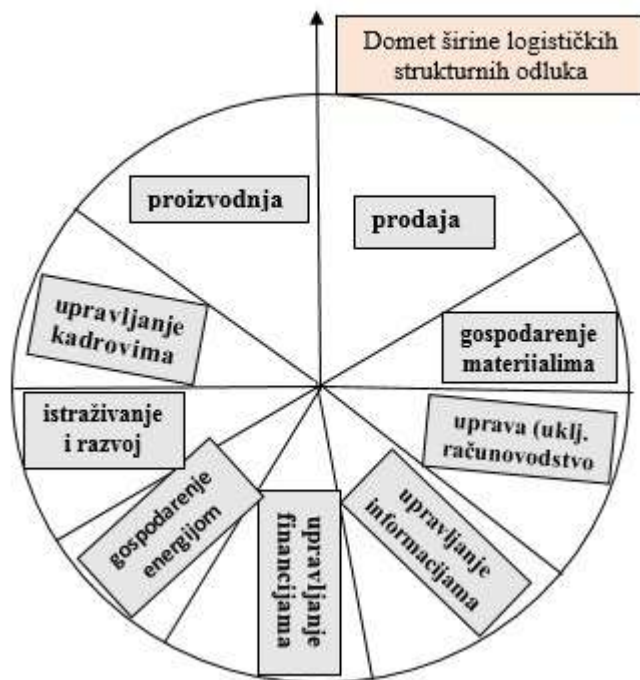 Domet širine logističkih
strukturnih odluka
proizvodnja
prodaja
upravljanje
kadrovima
gospodarenje
materijalima
istraživanje
i razvoj
uprava (uklj.
računovodstvo
gospodarenje
energijom
upravljanje
financijama
upravljanje
informacijama